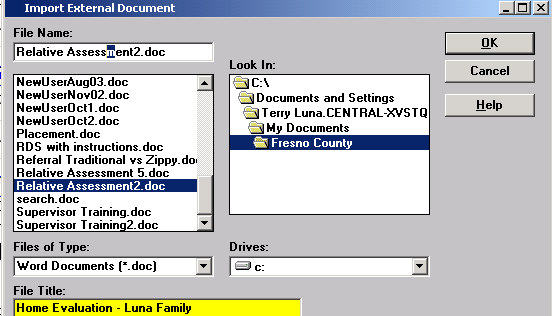 Import External Document
File Name:
Relative Assessment2.doc
NewUserAug03.doc
NewUserNov02.doc
NewUserOct1.doc
NewUserOct2.doc
Placement.doc
RDS with instructions.doc
Referral Traditional vs Zippy.do
Relative Assessment 5.doc
Relative Assessment2.doc
search.doc
Supervisor Training.doc
Supervisor Training2.doc
Files of Type:
Word Documents (*.doc)
File Title:
Home Evaluation - Luna Family
Look In:
C:\
Documents and Settings
Terry Luna.CENTRAL-XVSTQ
My Documents
Fresno County
Drives:
c:
OK
Cancel
Help